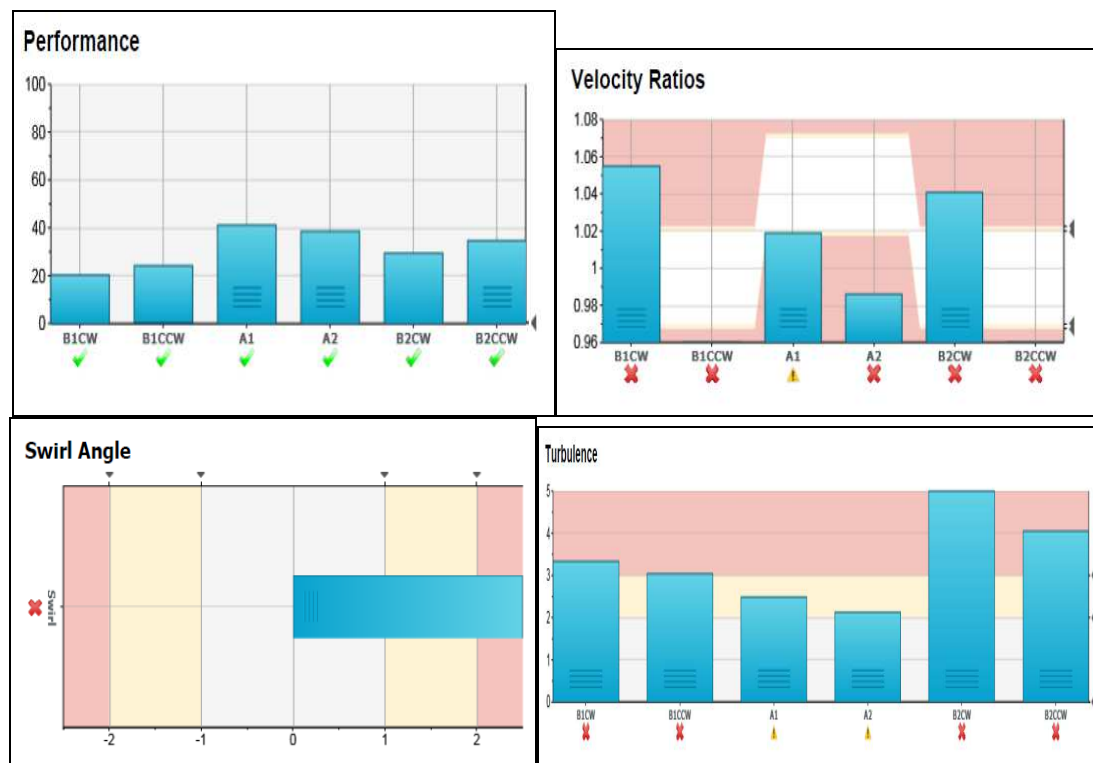 Performance
100
80
60
40
20
0
B1CW B1CCW A1 A2 B2CW B2CCW
Velocity Ratios
1.08
1.06
1.04
1.02
1
0.98
0.96
B1CW B1CCW A1 A2 B2CW B2CCW
Swirl Angle
Swirl
-2 -1 0 1 2
Turbulence
5
4
3
2
1
0
B1CW B1CCW A1 A2 B2CW B2CCW